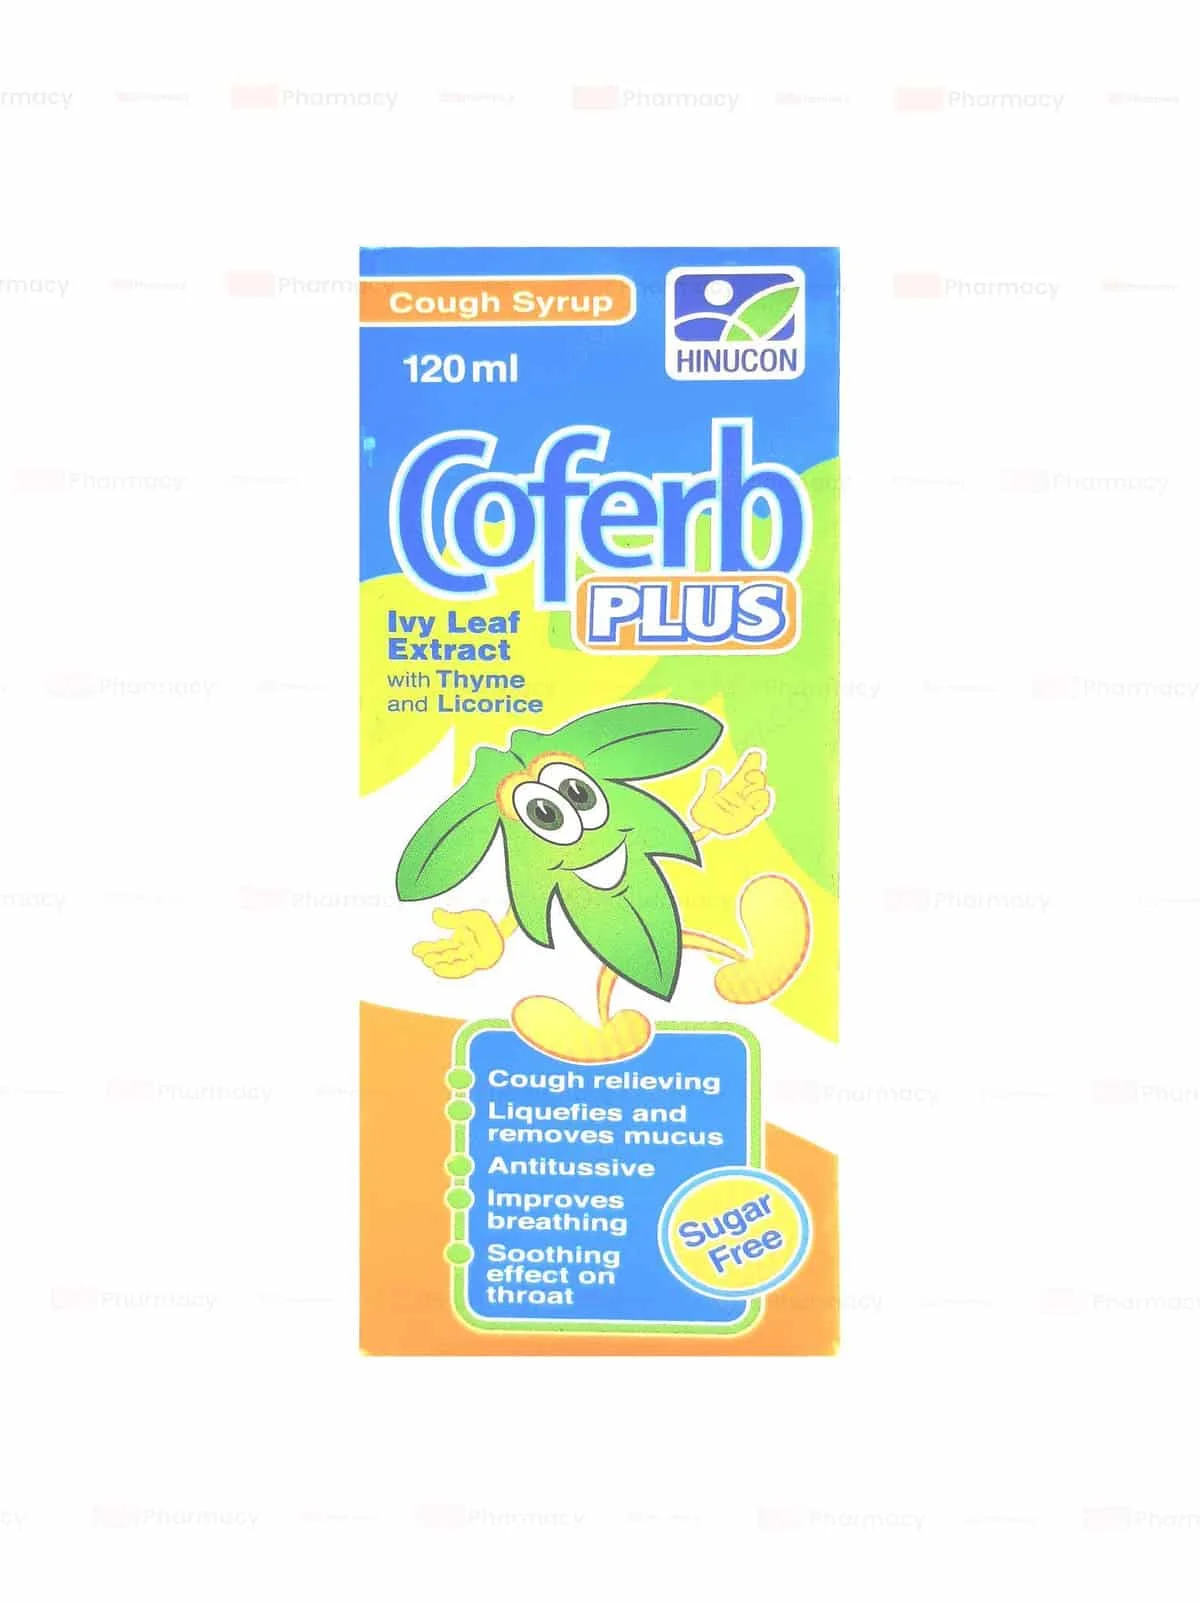 Cough Syrup
120 ml
HINUCON
Coferb
PLUS
Ivy Leaf
Extract
with Thyme
and Licorice
Cough relieving
Liquefies and
removes mucus
Antitussive
Improves
breathing
Soothing
effect on
throat
Sugar
Free
Pharmacy